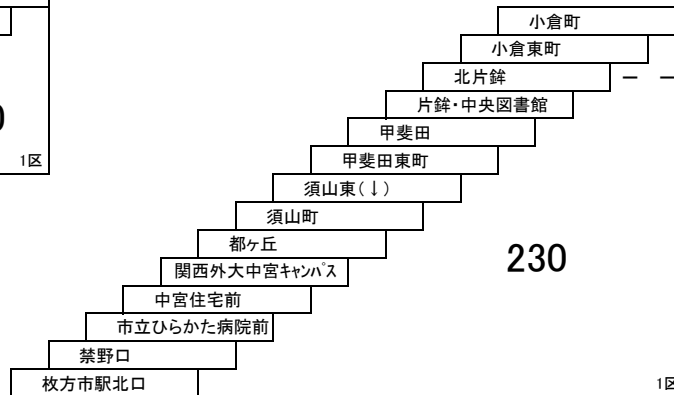 小倉町
小倉東町
北片鉾
片鉾・中央図書館
甲斐田
甲斐田東町
1区
須山東(↓)
須山町
都ヶ丘
230
関西外大中宮ｷｬﾝﾊﾟｽ
中宮住宅前
市立ひらかた病院前
禁野口
枚方市駅北口
1区